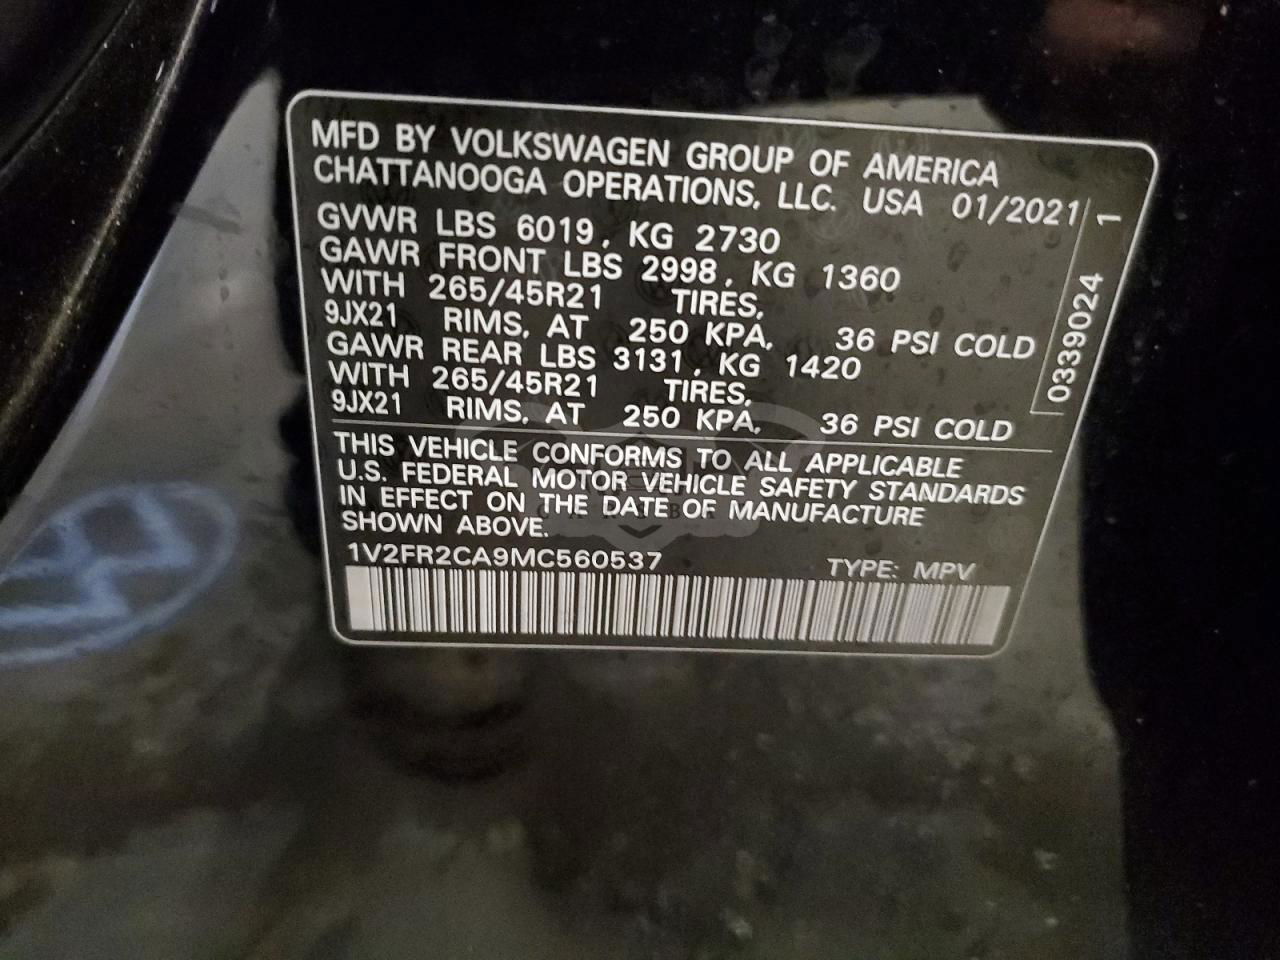 MFD BY VOLKSWAGEN GROUP OF AMERICA
CHATTANOOGA OPERATIONS, LLC. USA 01/2021
GVWR LBS 6019, KG 2730
GAWR FRONT LBS 2998, KG 1360
WITH 265/45R21 TIRES,
9JX21 RIMS, AT 250 KPA, 36 PSI COLD
GAWR REAR LBS 3131, KG 1420
WITH 265/45R21 TIRES,
9JX21 RIMS, AT 250 KPA, 36 PSI COLD
0339024 1
THIS VEHICLE CONFORMS TO ALL APPLICABLE
U.S. FEDERAL MOTOR VEHICLE SAFETY STANDARDS
IN EFFECT ON THE DATE OF MANUFACTURE
SHOWN ABOVE.
1V2FR2CA9MC560537 TYPE: MPV